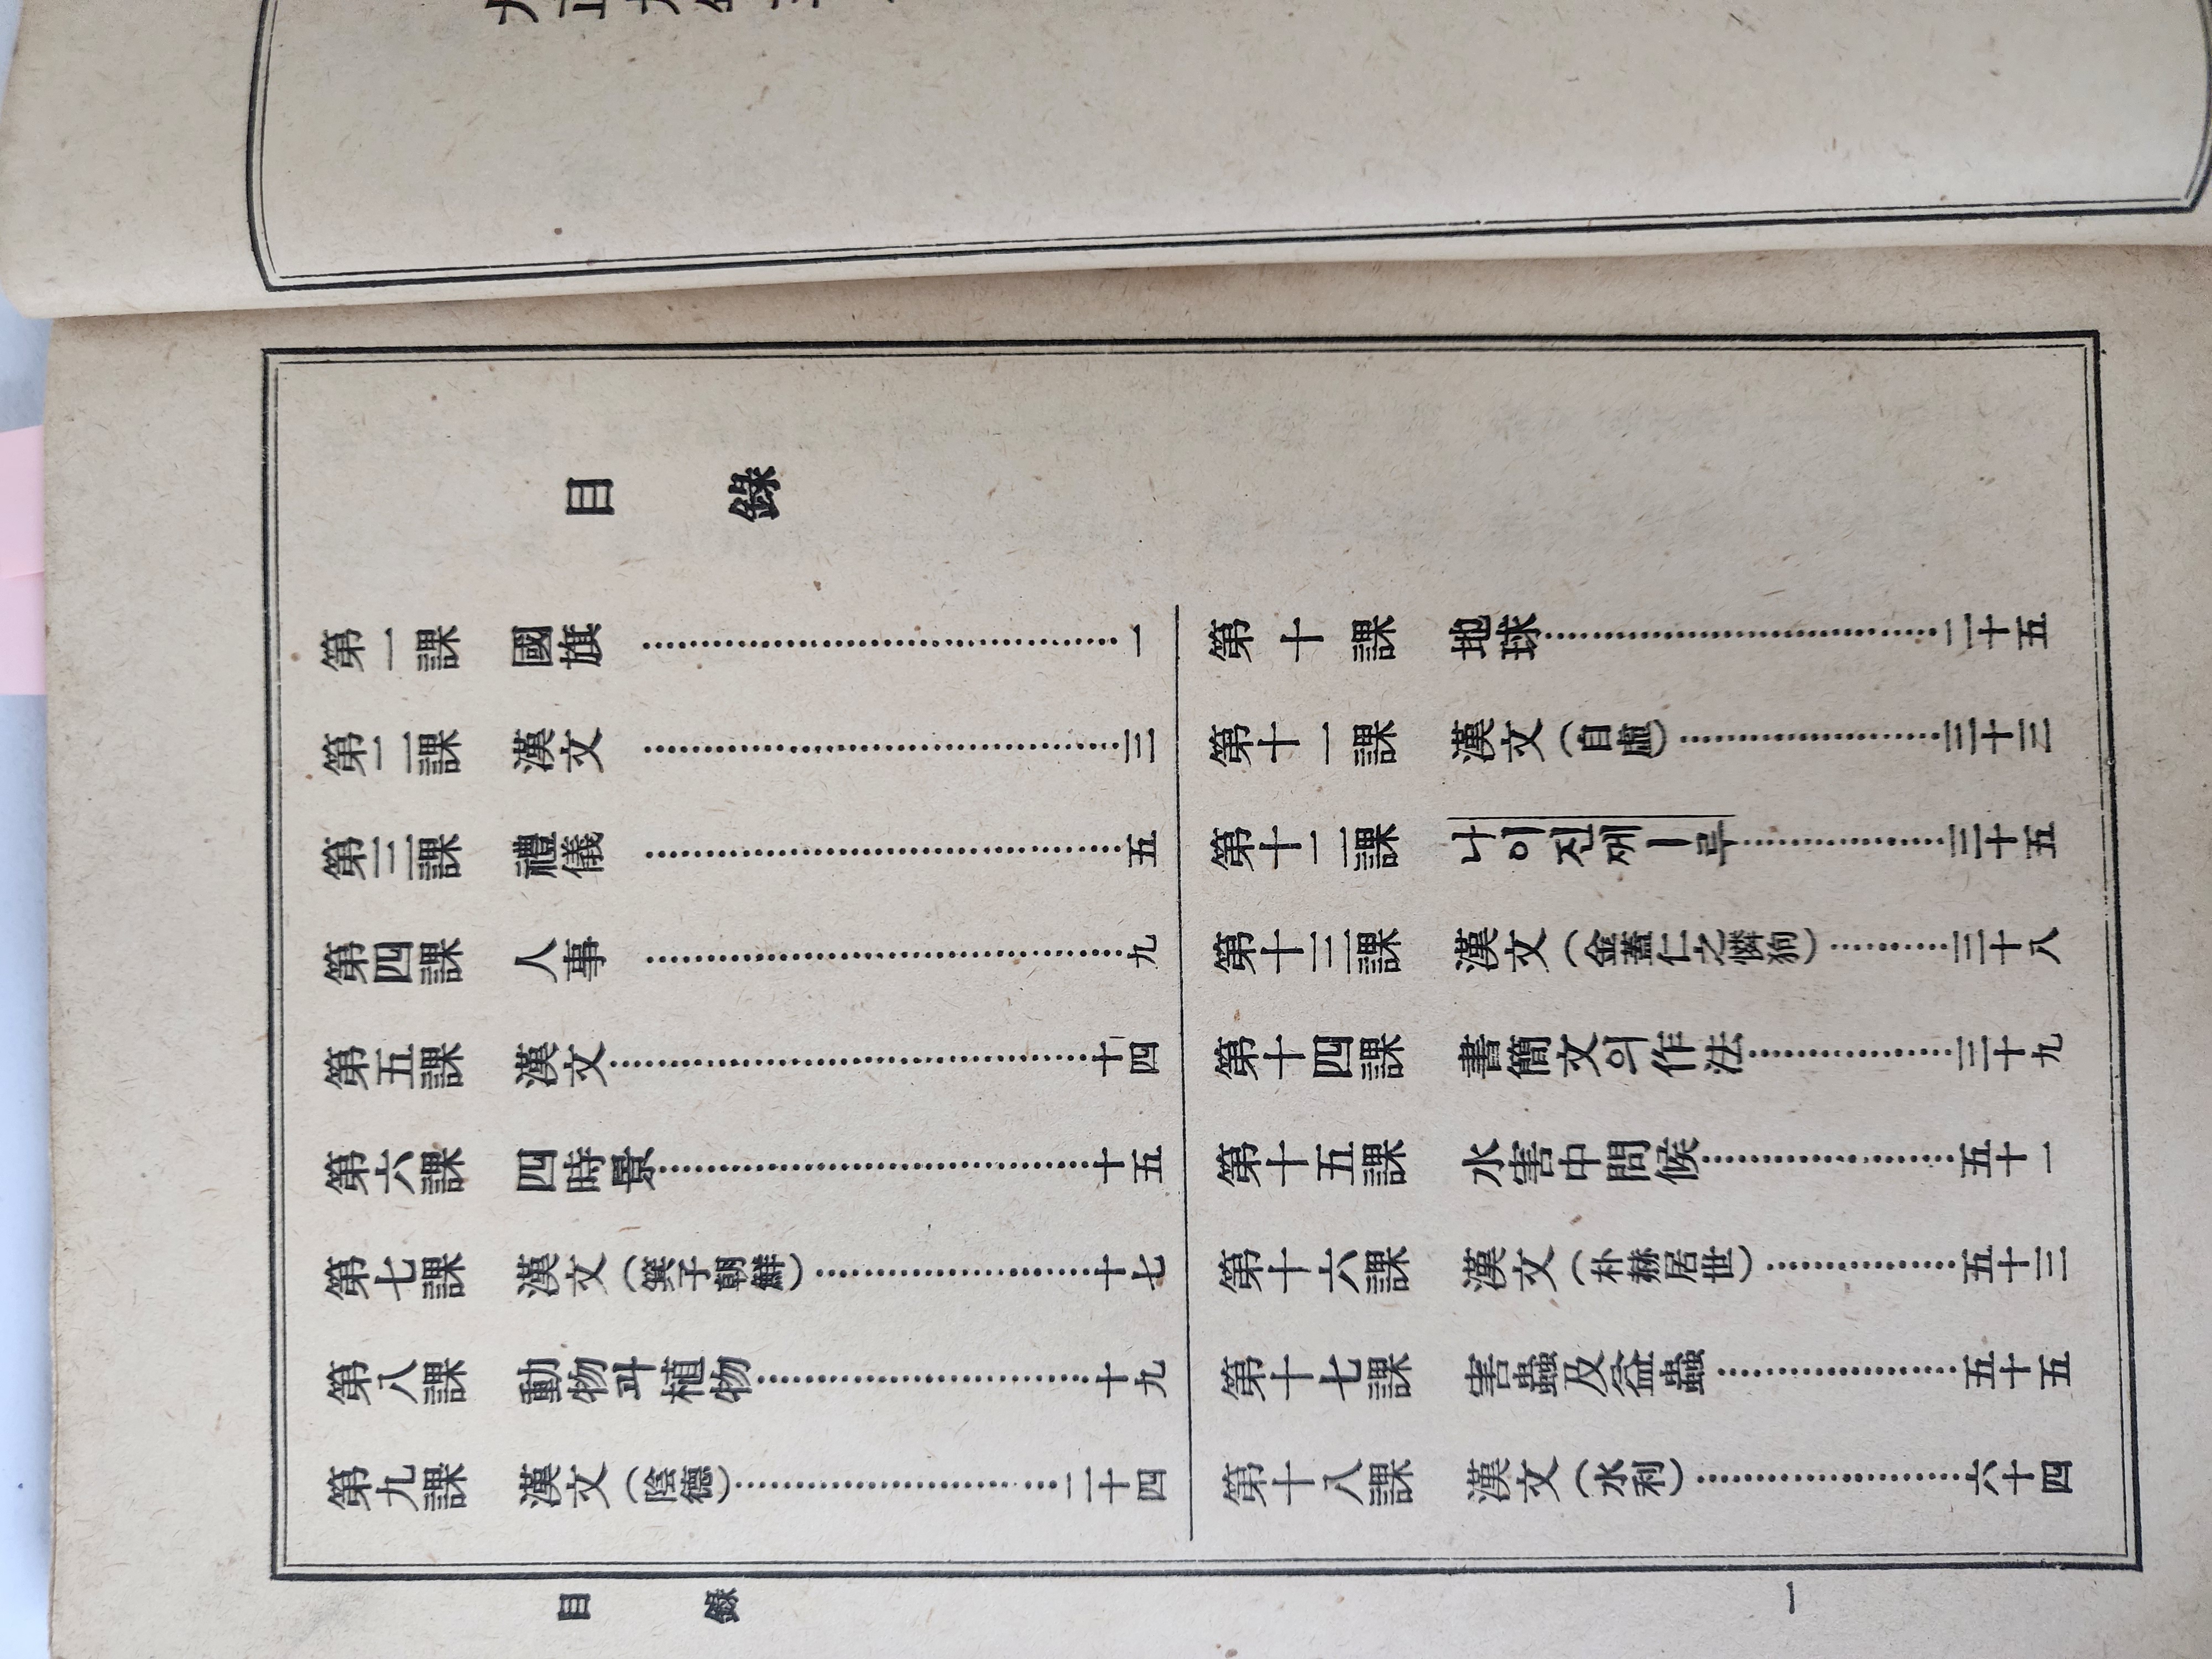 目錄
第一課 國旗……一
第二課 漢文……三
第三課 禮儀……五
第四課 人事……九
第五課 漢文……十四
第六課 四時景……十五
第七課 漢文(箕子朝鮮)……十七
第八課 動物과植物……十九
第九課 漢文(陰德)……二十四
第十課 地球……二十五
第十一課 漢文(自虛)……三十三
第十二課 나이진께ー루……三十五
第十三課 漢文(金蓋仁之憐狗)……三十八
第十四課 書簡文의作法……三十九
第十五課 水害中問候……五十一
第十六課 漢文(朴赫居世)……五十三
第十七課 害蟲及益蟲……五十五
第十八課 漢文(水利)……六十四
目錄
一